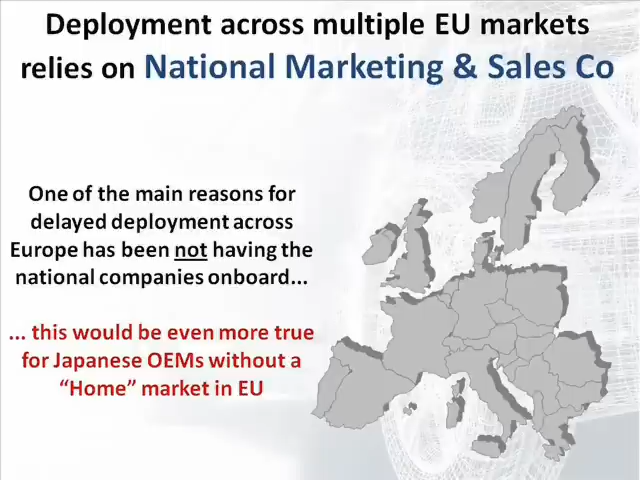 Deployment across multiple EU markets
relies on National Marketing & Sales Co
One of the main reasons for
delayed deployment across
Europe has been not having the
national companies onboard...
... this would be even more true
for Japanese OEMs without a
“Home” market in EU